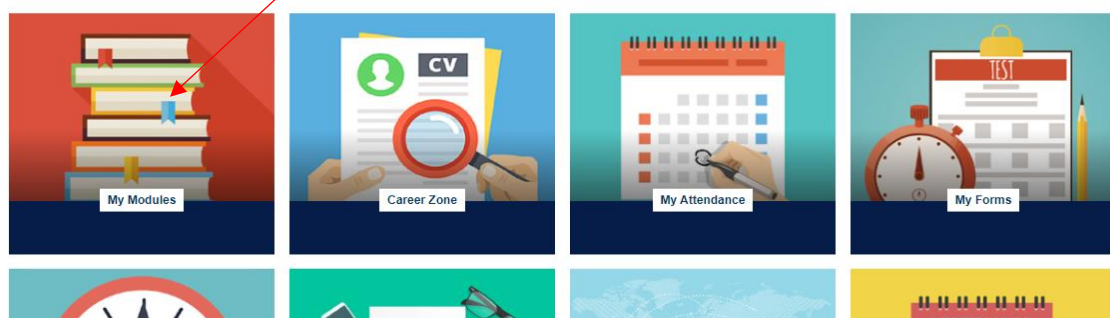 CV
TEST
My Modules
Career Zone
My Attendance
My Forms